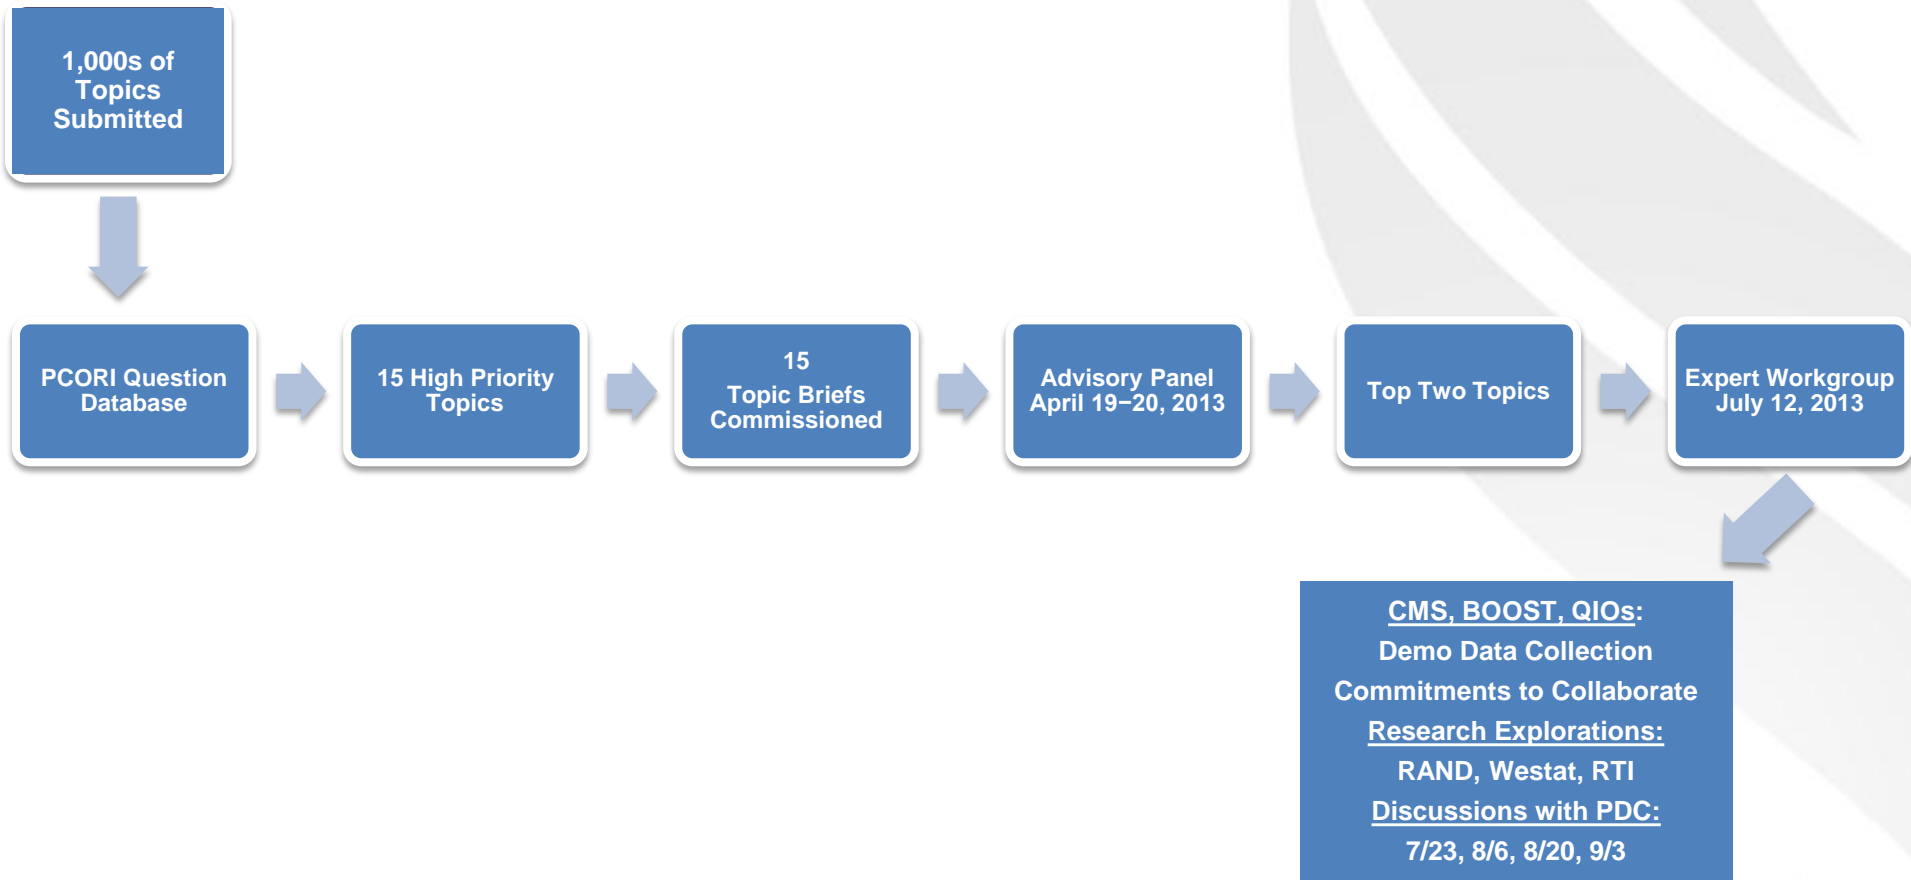 1,000s of
Topics
Submitted
PCORI Question
Database
15 High Priority
Topics
15
Topic Briefs
Commissioned
Advisory Panel
April 19−20, 2013
Top Two Topics
Expert Workgroup
July 12, 2013
CMS, BOOST, QIOs:
Demo Data Collection
Commitments to Collaborate
Research Explorations:
RAND, Westat, RTI
Discussions with PDC:
7/23, 8/6, 8/20, 9/3